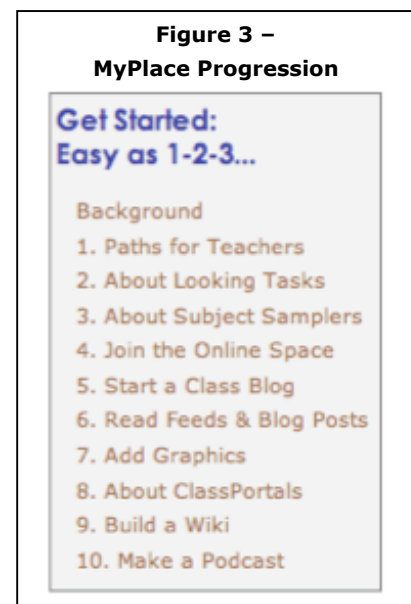 Figure 3 –
MyPlace Progression
Get Started:
Easy as 1-2-3...
Background
1. Paths for Teachers
2. About Looking Tasks
3. About Subject Samplers
4. Join the Online Space
5. Start a Class Blog
6. Read Feeds & Blog Posts
7. Add Graphics
8. About ClassPortals
9. Build a Wiki
10. Make a Podcast